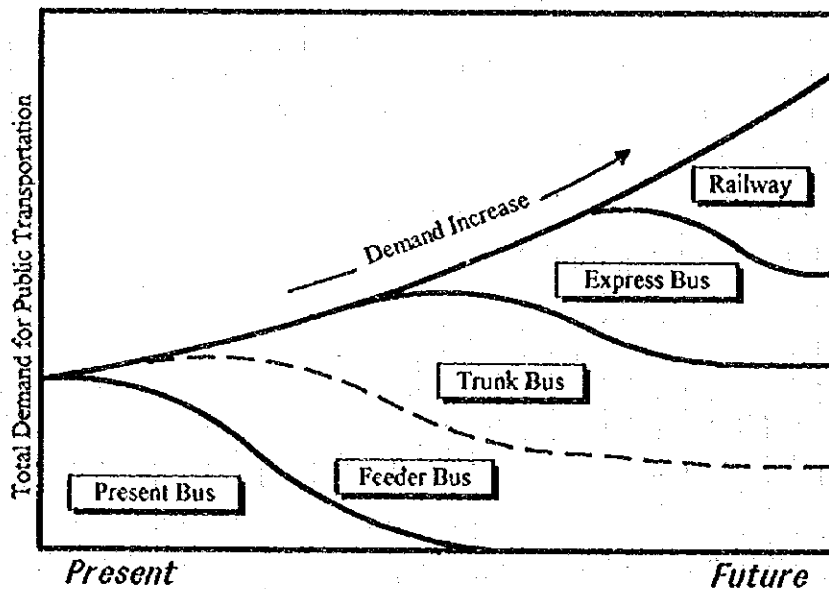 Total Demand for Public Transportation
Demand Increase
Railway
Express Bus
Trunk Bus
Feeder Bus
Present Bus
Present
Future